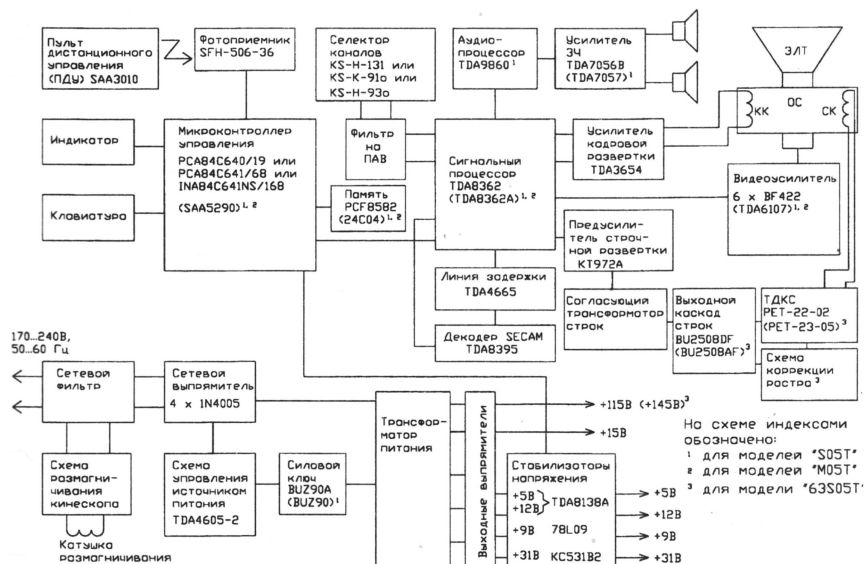 Пульт
дистанционного
управления
(ПДУ) SAA3010
Фотоприемник
SFH-506-36
Селектор
каналов
KS-H-131 или
KS-K-91о или
KS-H-93о
Аудио-
процессор
TDA9860¹
Усилитель
ЗЧ
TDA7056B
(TDA7057)¹
ЭЛТ
КК
ОС
СК
Индикатор
Клавиатура
Микроконтроллер
управления
PCA84C640/19 или
PCA84C641/68 или
INA84C641NS/168
(SAA5290)¹˒²
Фильтр
на
ПАВ
Память
PCF8582
(24C04)¹˒²
Сигнальный
процессор
TDA8362
(TDA8362A)¹˒²
Усилитель
кадровой
развертки
TDA3654
Видеоусилитель
6 x BF422
(TDA6107)¹˒²
Предусили-
тель строч-
ной развертки
КТ972А
Линия задержки
TDA4665
Декодер SECAM
TDA8395
Согласующий
трансформатор
строк
Выходной
каскад
строк
BU2508DF
(BU2508AF)³
ТДКС
PET-22-02
(PET-23-05)³
Схема
коррекции
растра³
170...240В,
50...60 Гц
Сетевой
фильтр
Сетевой
выпрямитель
4 x 1N4005
Схема
размагни-
чивания
кинескопа
Катушка
размагничивания
Схема
управления
источником
питания
TDA4605-2
Силовой
ключ
BUZ90A
(BUZ90)¹
Трансфор-
матор
питания
Выходные выпрямители
+115В (+145В)³
+15В
Стабилизаторы
напряжения
+5В
+12В
TDA8138A
+9В
78L09
+31В
КС531В2
+5В
+12В
+9В
+31В
На схеме индексами
обозначено:
¹ для моделей "S05T"
² для моделей "M05T"
³ для модели "63S05T"